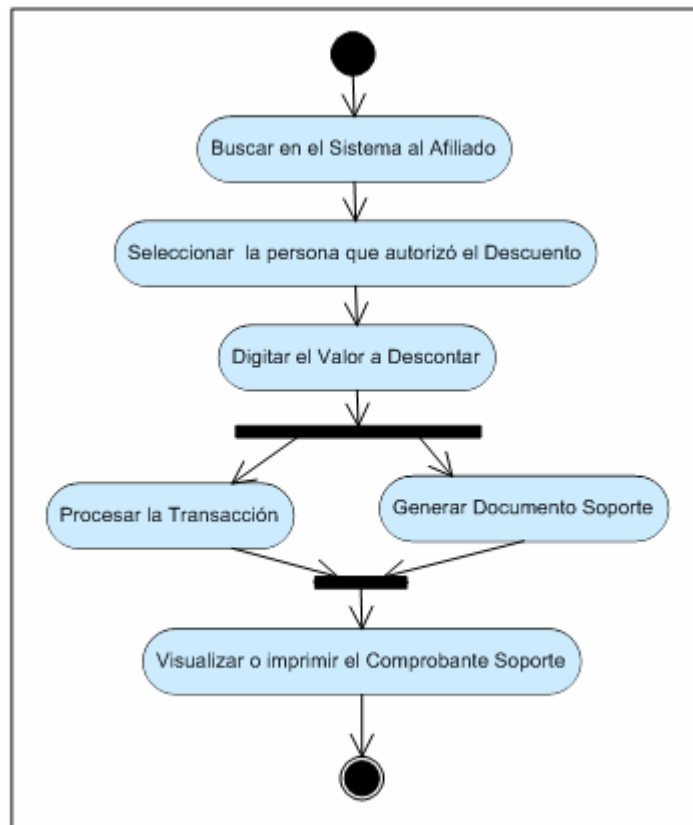 Buscar en el Sistema al Afiliado
Seleccionar la persona que autorizó el Descuento
Digitar el Valor a Descontar
Procesar la Transacción
Generar Documento Soporte
Visualizar o imprimir el Comprobante Soporte